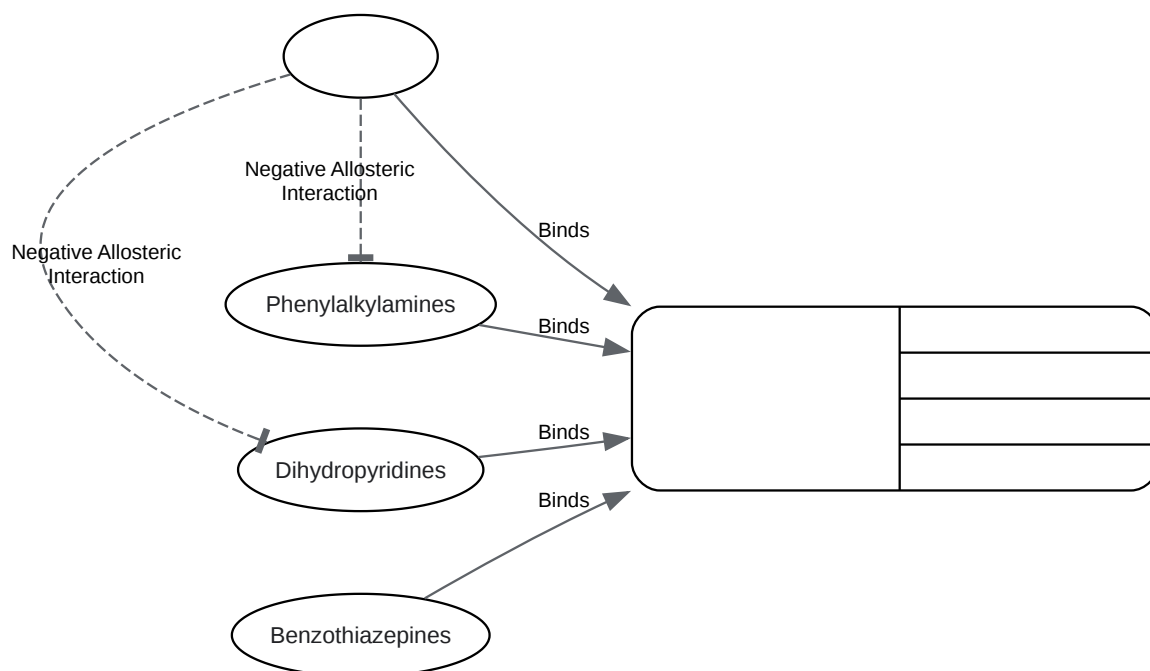 Negative Allosteric
Interaction
Binds
Negative Allosteric
Interaction
Phenylalkylamines
Binds
Dihydropyridines
Binds
Binds
Benzothiazepines